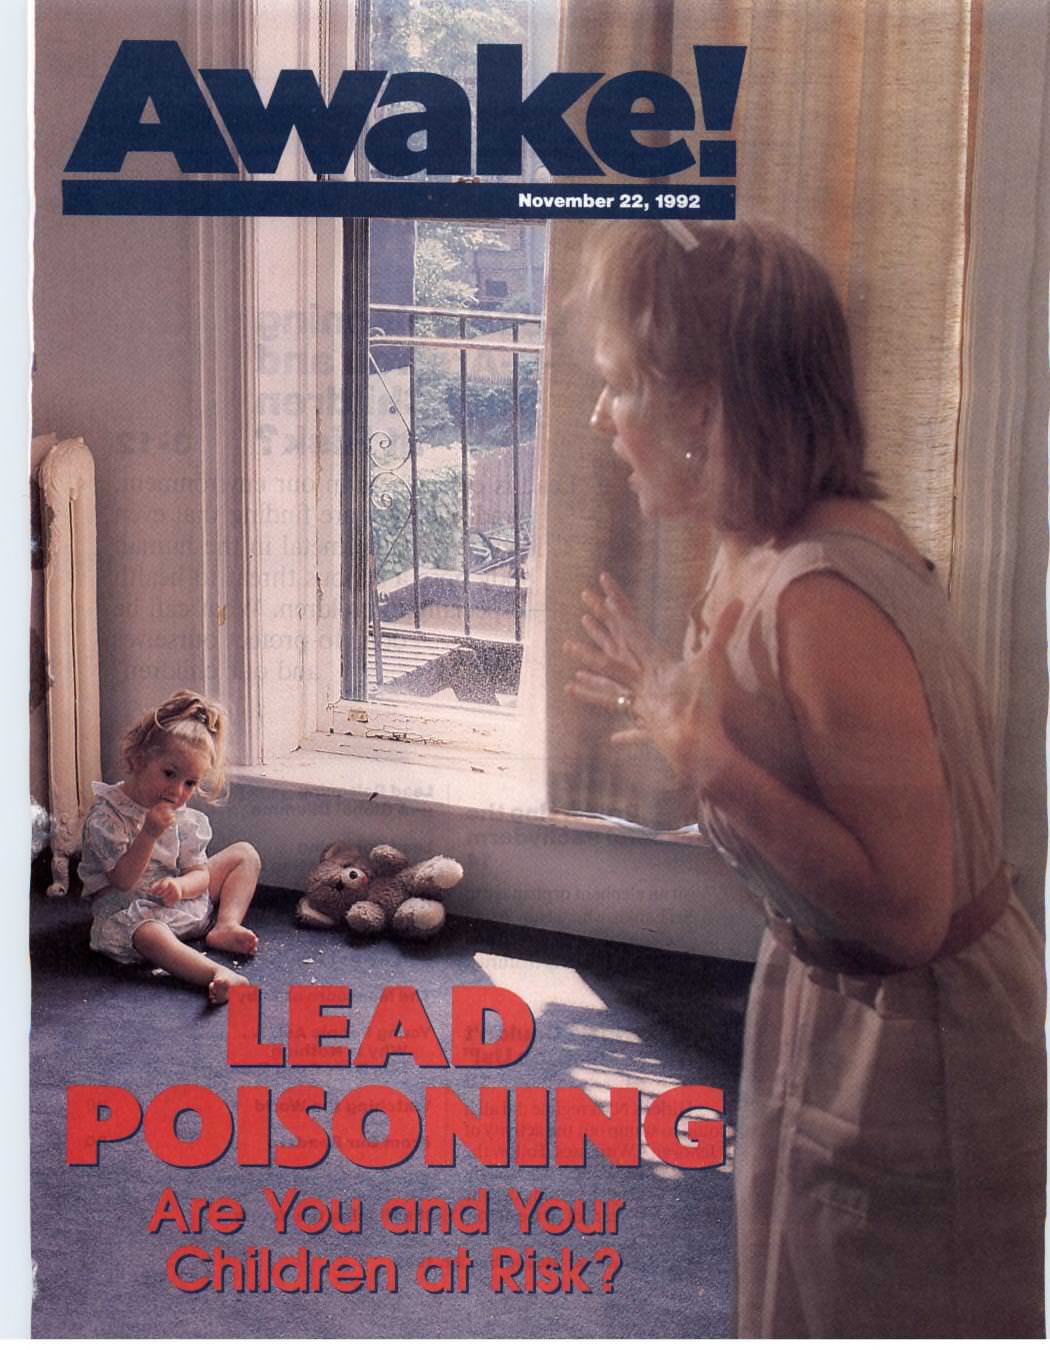 Awake!
November 22, 1992
LEAD
POISONING
Are You and Your
Children at Risk?